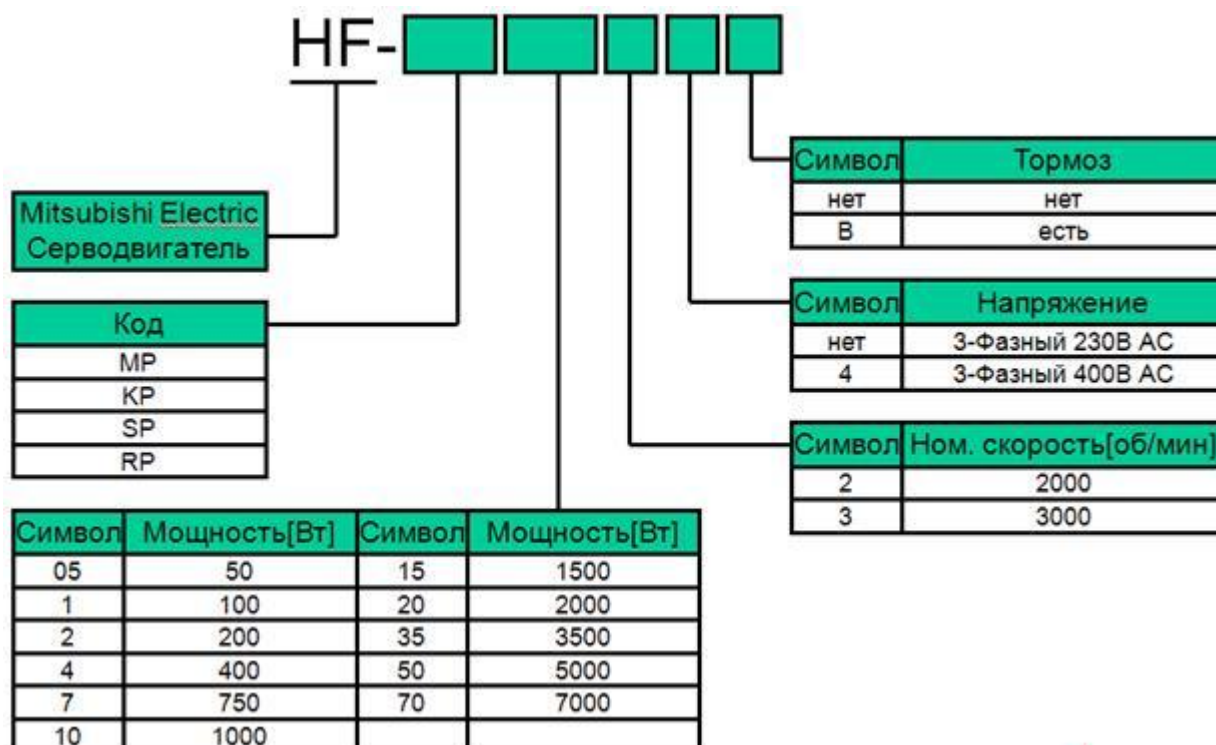 HF-
Mitsubishi Electric
Серводвигатель
Код
MP
KP
SP
RP
Символ Мощность[Вт] Символ Мощность[Вт]
05 50 15 1500
1 100 20 2000
2 200 35 3500
4 400 50 5000
7 750 70 7000
10 1000
Символ Тормоз
нет нет
B есть
Символ Напряжение
нет 3-Фазный 230В AC
4 3-Фазный 400В AC
Символ Ном. скорость[об/мин]
2 2000
3 3000